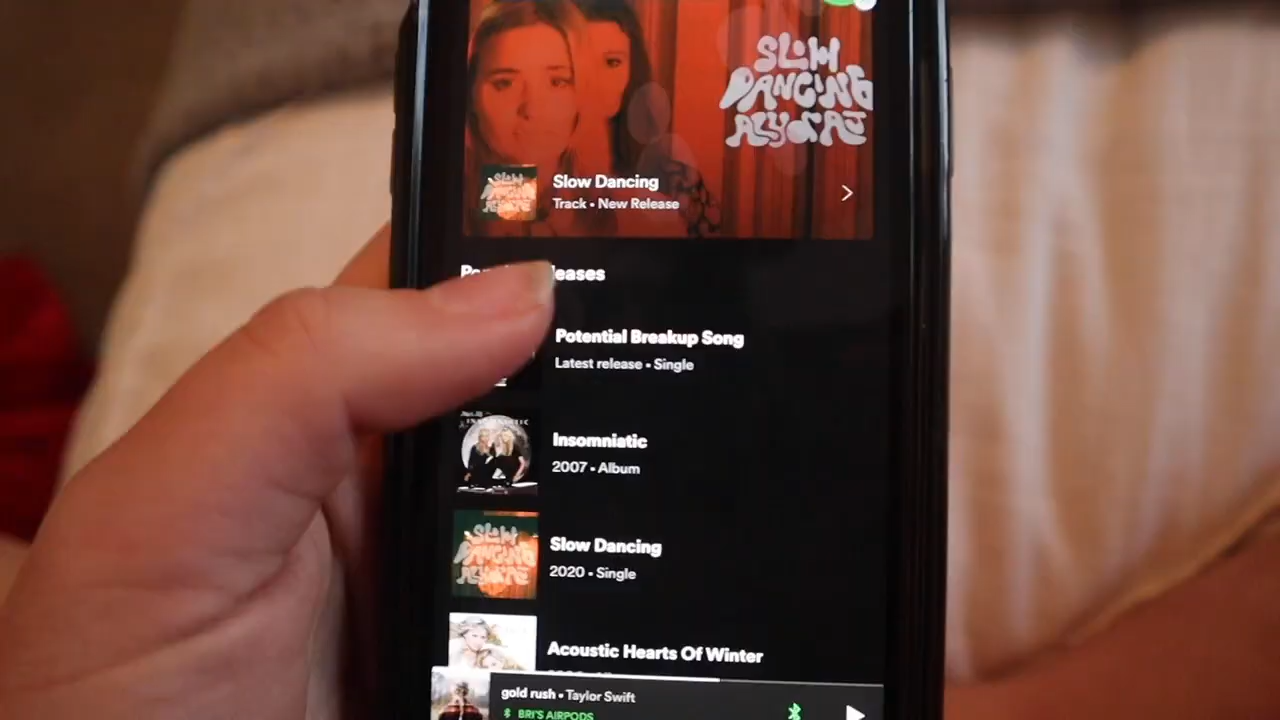 SLOW
DANCING
ALY & AJ
Slow Dancing
Track • New Release
eases
Potential Breakup Song
Latest release • Single
Insomniatic
2007 • Album
Slow Dancing
2020 • Single
Acoustic Hearts Of Winter
gold rush • Taylor Swift
BRI'S AIRPODS